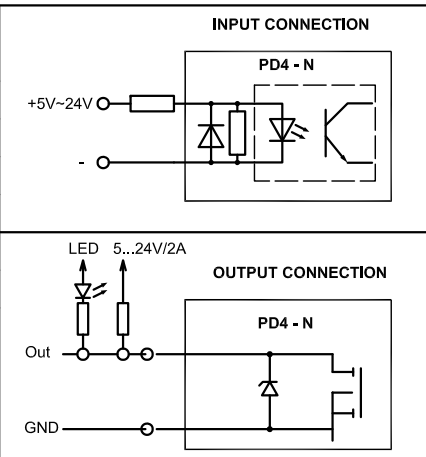 INPUT CONNECTION
PD4 - N
+5V~24V
-
LED 5...24V/2A
OUTPUT CONNECTION
PD4 - N
Out
GND